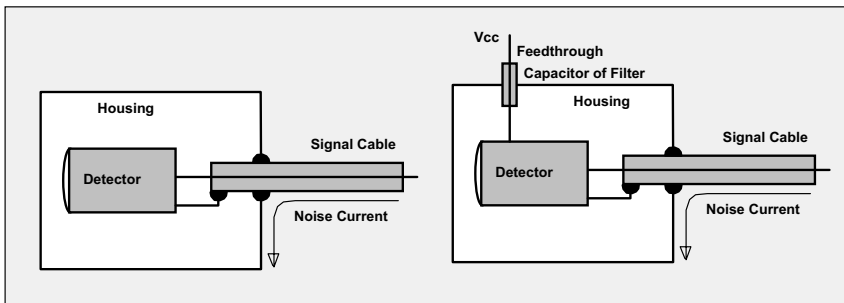 Housing
Signal Cable
Detector
Noise Current
Vcc
Feedthrough
Capacitor of Filter
Housing
Signal Cable
Detector
Noise Current